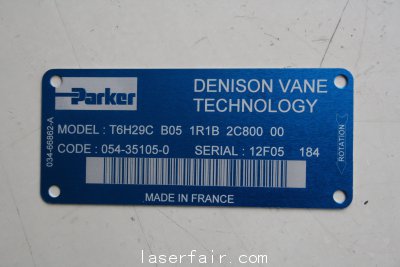 Parker
DENISON VANE
TECHNOLOGY
MODEL : T6H29C B05 1R1B 2C800 00
CODE : 054-35105-0 SERIAL : 12F05 184
MADE IN FRANCE
034-66862-A
ROTATION
laserfair.com